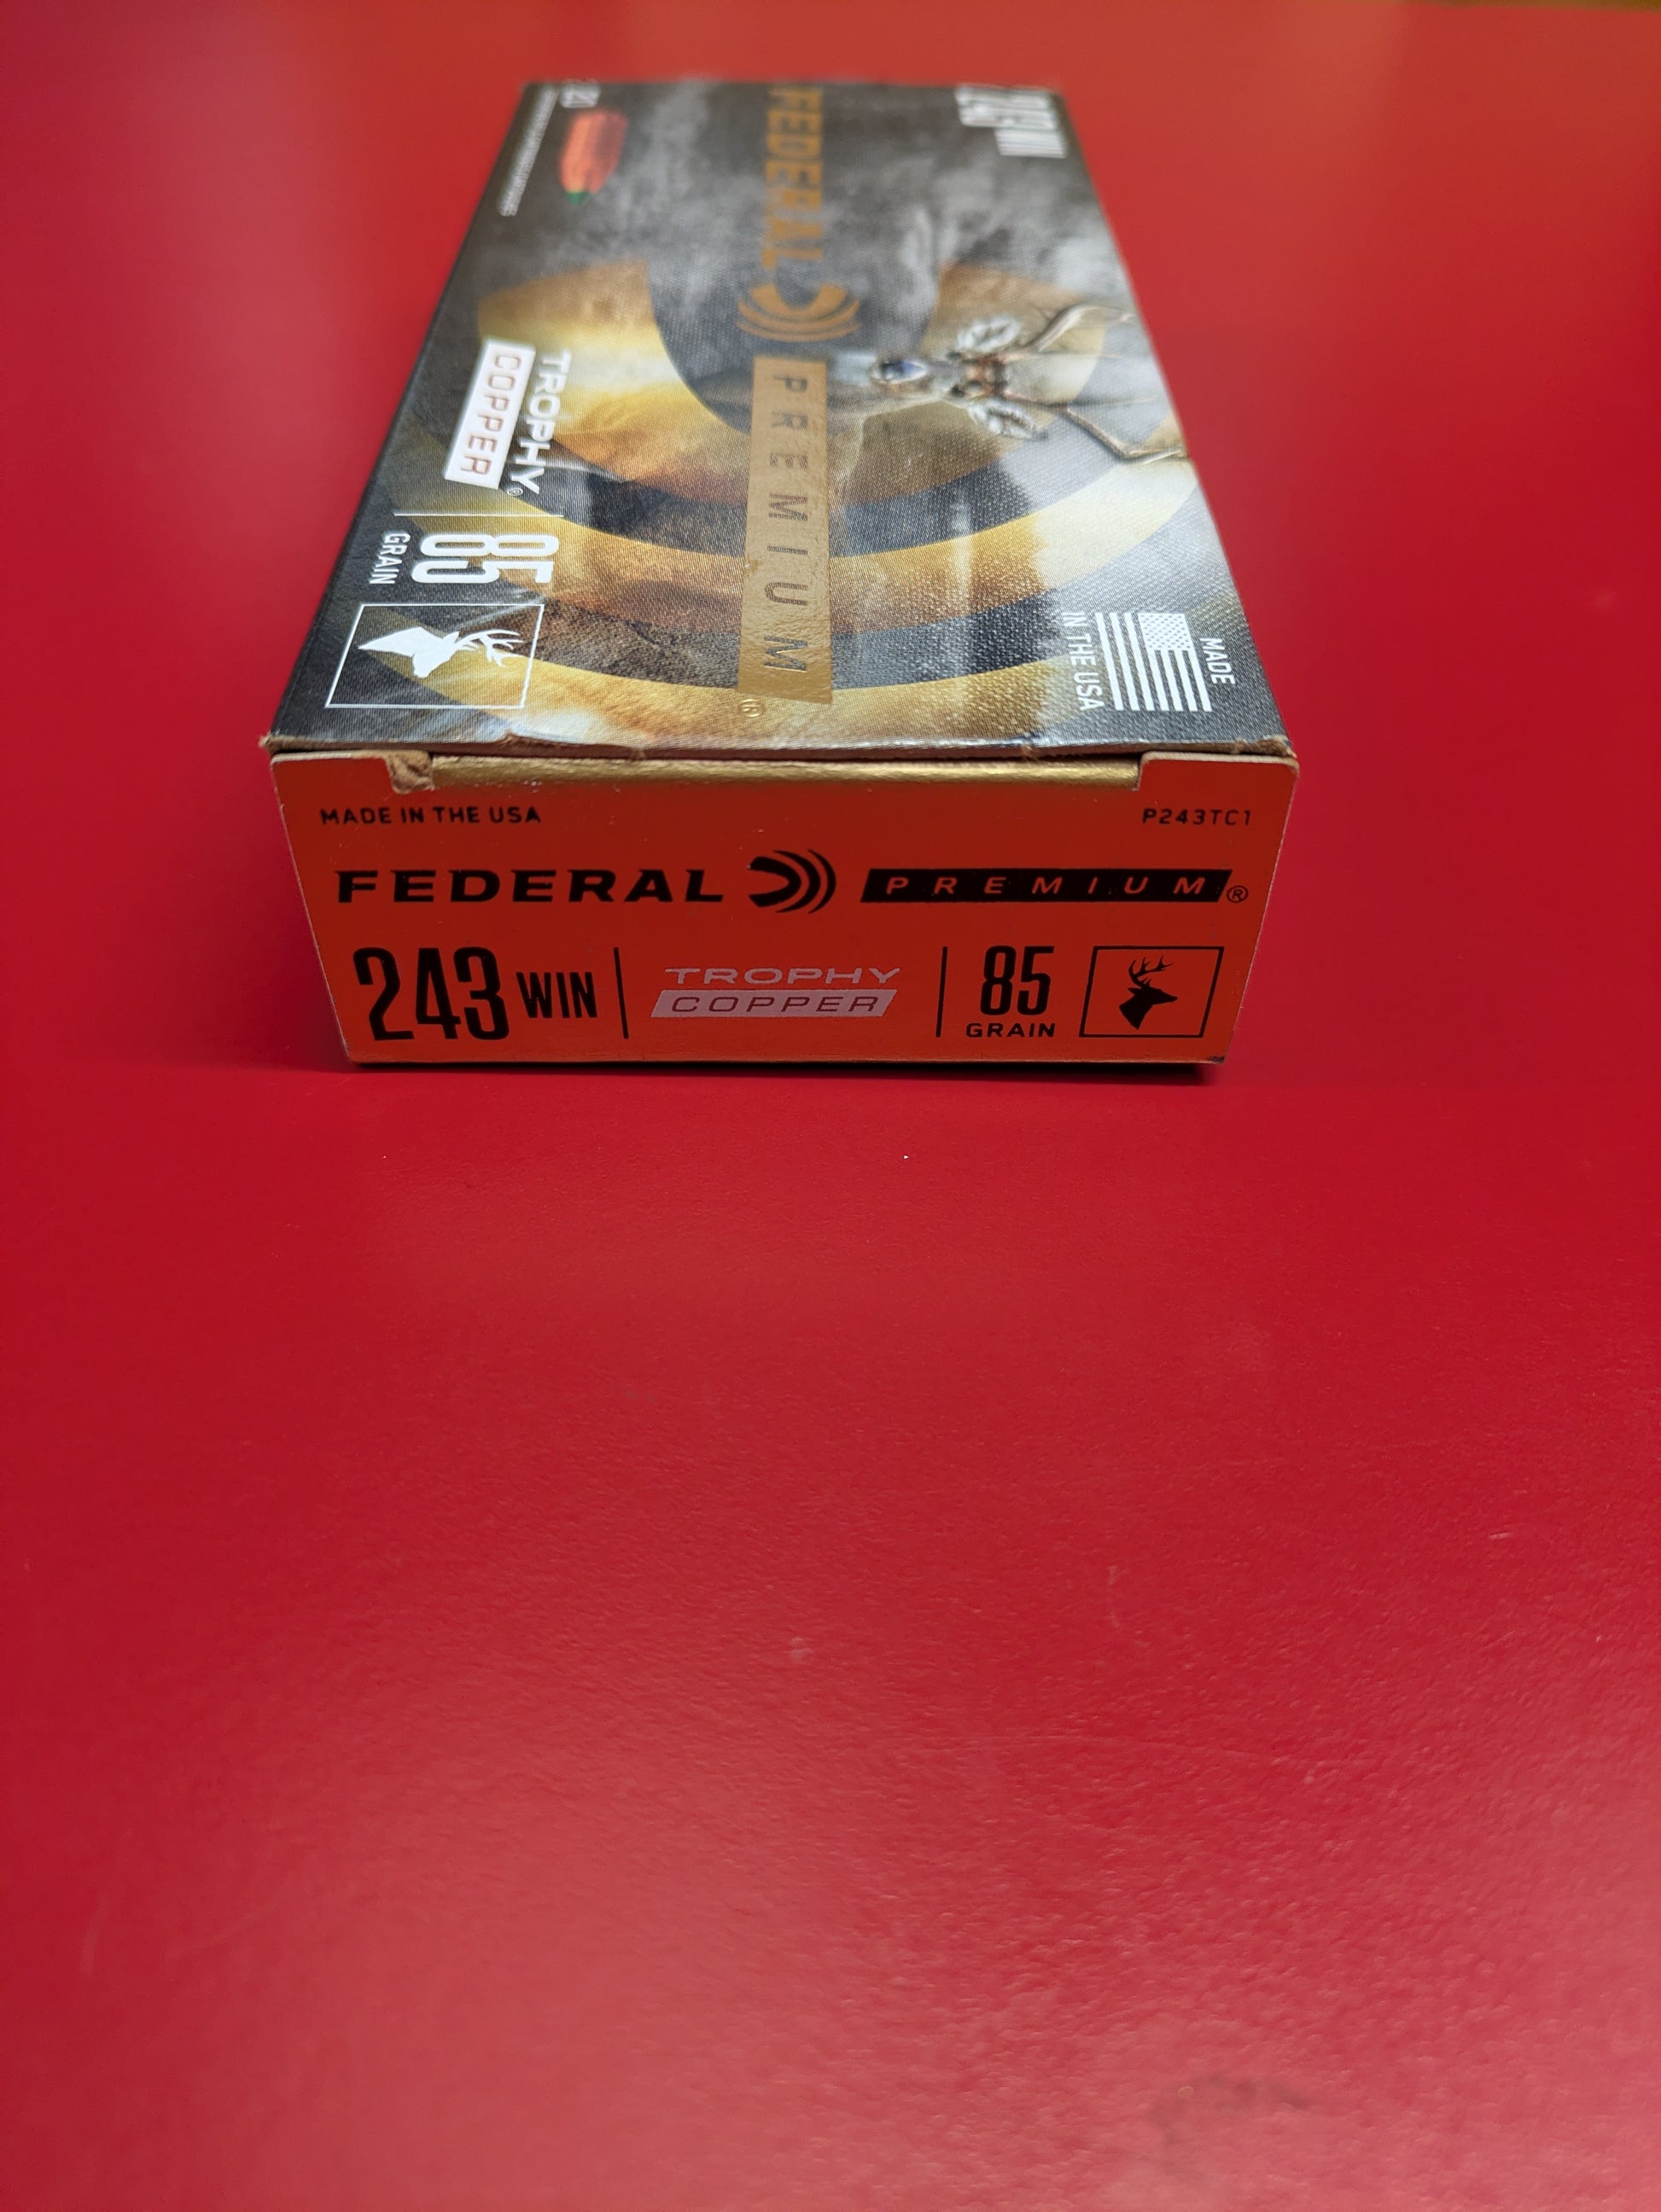 FEDERAL PREMIUM®
TROPHY®
COPPER
85
GRAIN
MADE
IN THE USA
MADE IN THE USA
P243TC1
FEDERAL PREMIUM®
243 WIN
TROPHY
COPPER
85
GRAIN